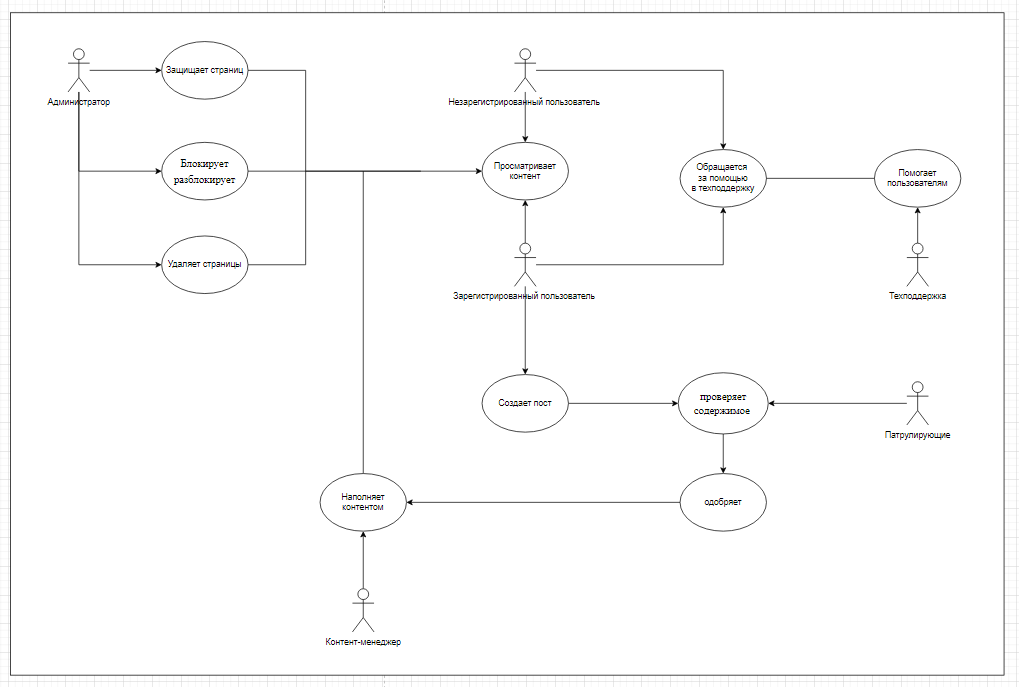 Защищает страниц
Администратор
Незарегистрированный пользователь
Блокирует
разблокирует
Просматривает
контент
Обращается
за помощью
в техподдержку
Помогает
пользователям
Удаляет страницы
Зарегистрированный пользователь
Техподдержка
Создает пост
проверяет
содержимое
Патрулирующие
Наполняет
контентом
одобряет
Контент-менеджер